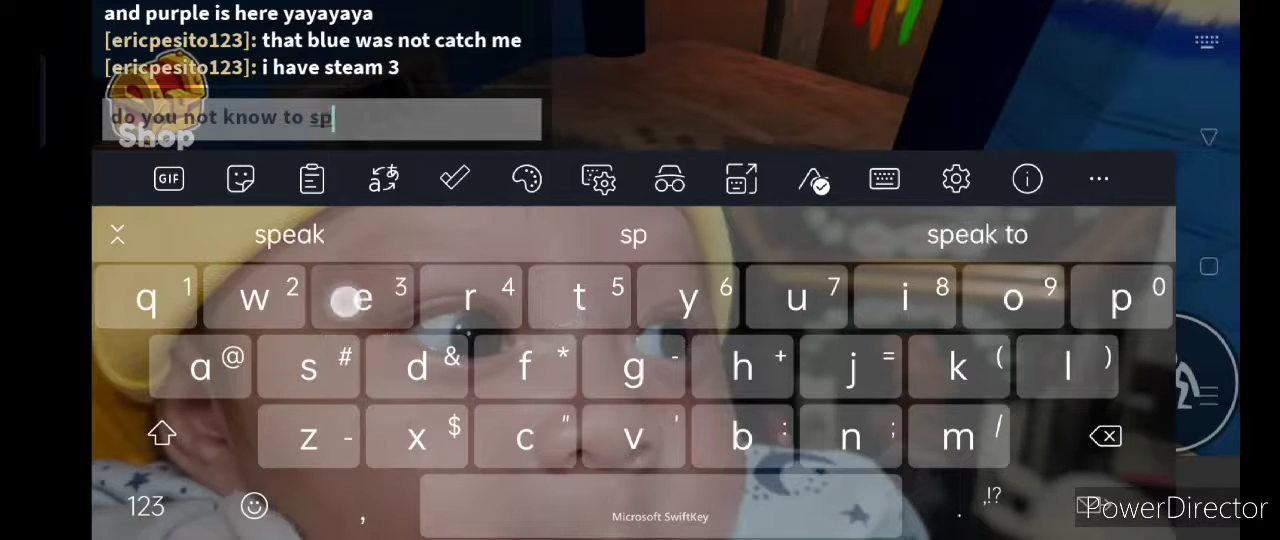 and purple is here yayayaya
[ericpesito123]: that blue was not catch me
[ericpesito123]: i have steam 3
do you not know to sp
Shop
GIF
speak sp speak to
q 1 w 2 e 3 r 4 t 5 y 6 u 7 i 8 o 9 p 0
a @ s # d & f * g - h + j = k ( l )
z - x $ c " v ' b : n ; m /
123 , Microsoft SwiftKey . ,!?
PowerDirector